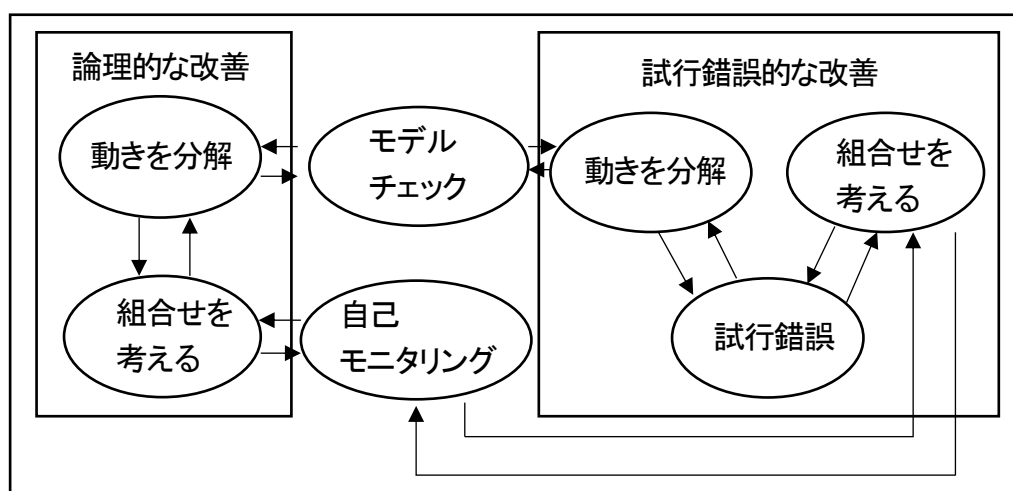 論理的な改善
動きを分解
組合せを
考える
モデル
チェック
自己
モニタリング
試行錯誤的な改善
動きを分解
組合せを
考える
試行錯誤